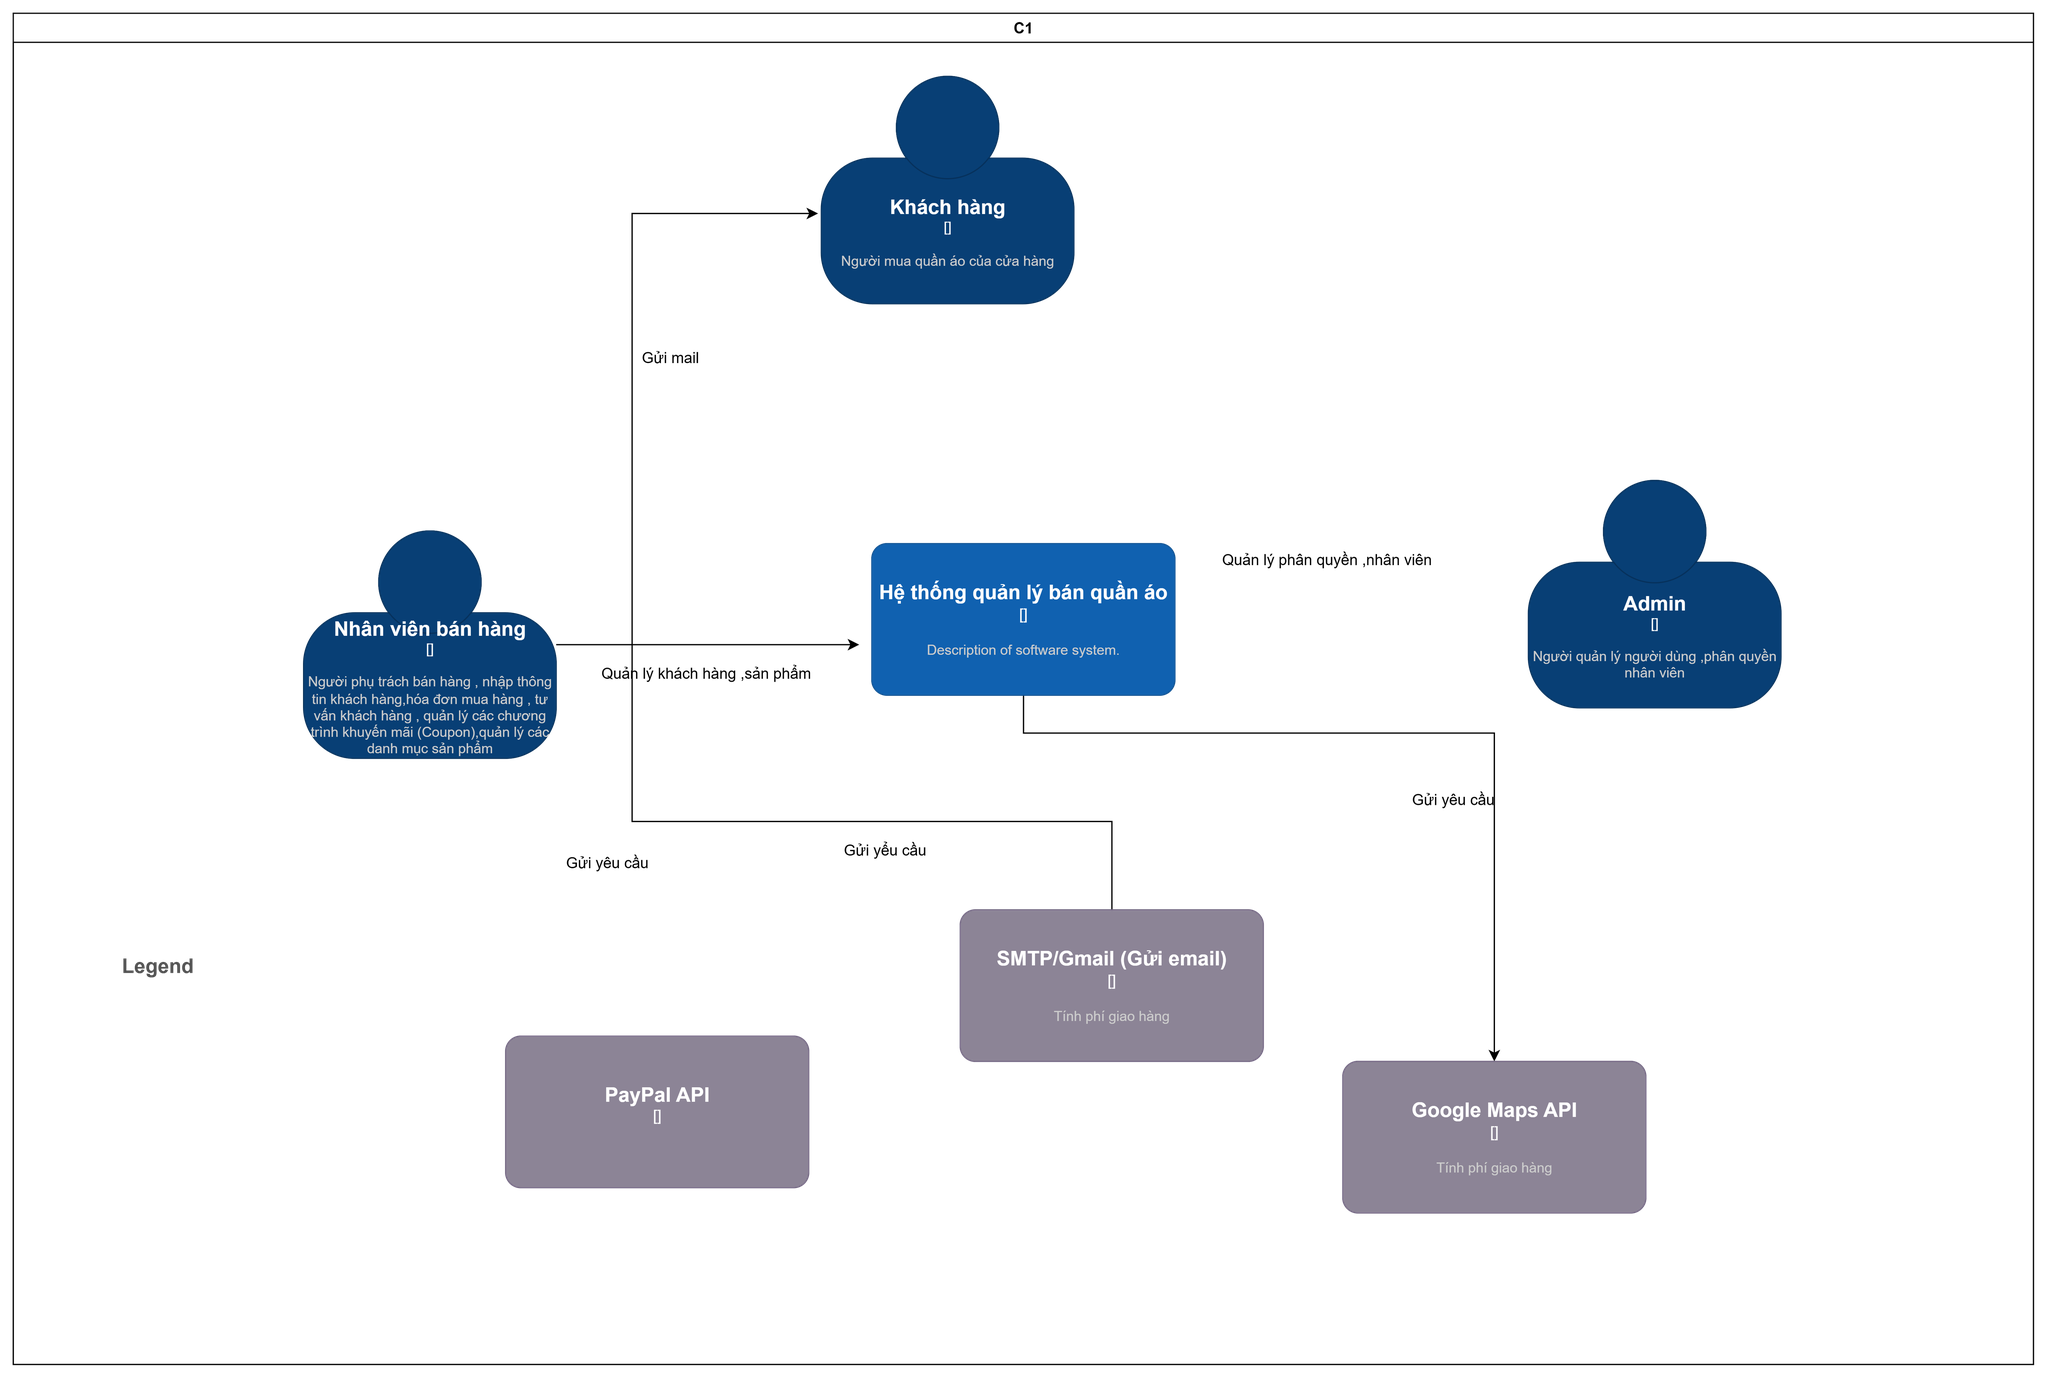 C1
Khách hàng
[]
Người mua quần áo của cửa hàng
Gửi mail
Nhân viên bán hàng
[]
Người phụ trách bán hàng , nhập thông
tin khách hàng,hóa đơn mua hàng , tư
vấn khách hàng , quản lý các chương
trình khuyến mãi (Coupon),quản lý các
danh mục sản phẩm
Quản lý khách hàng ,sản phẩm
Hệ thống quản lý bán quần áo
[]
Description of software system.
Quản lý phân quyền ,nhân viên
Admin
[]
Người quản lý người dùng ,phân quyền
nhân viên
Gửi yêu cầu
Gửi yểu cầu
Gửi yêu cầu
Legend
SMTP/Gmail (Gửi email)
[]
Tính phí giao hàng
PayPal API
[]
Google Maps API
[]
Tính phí giao hàng